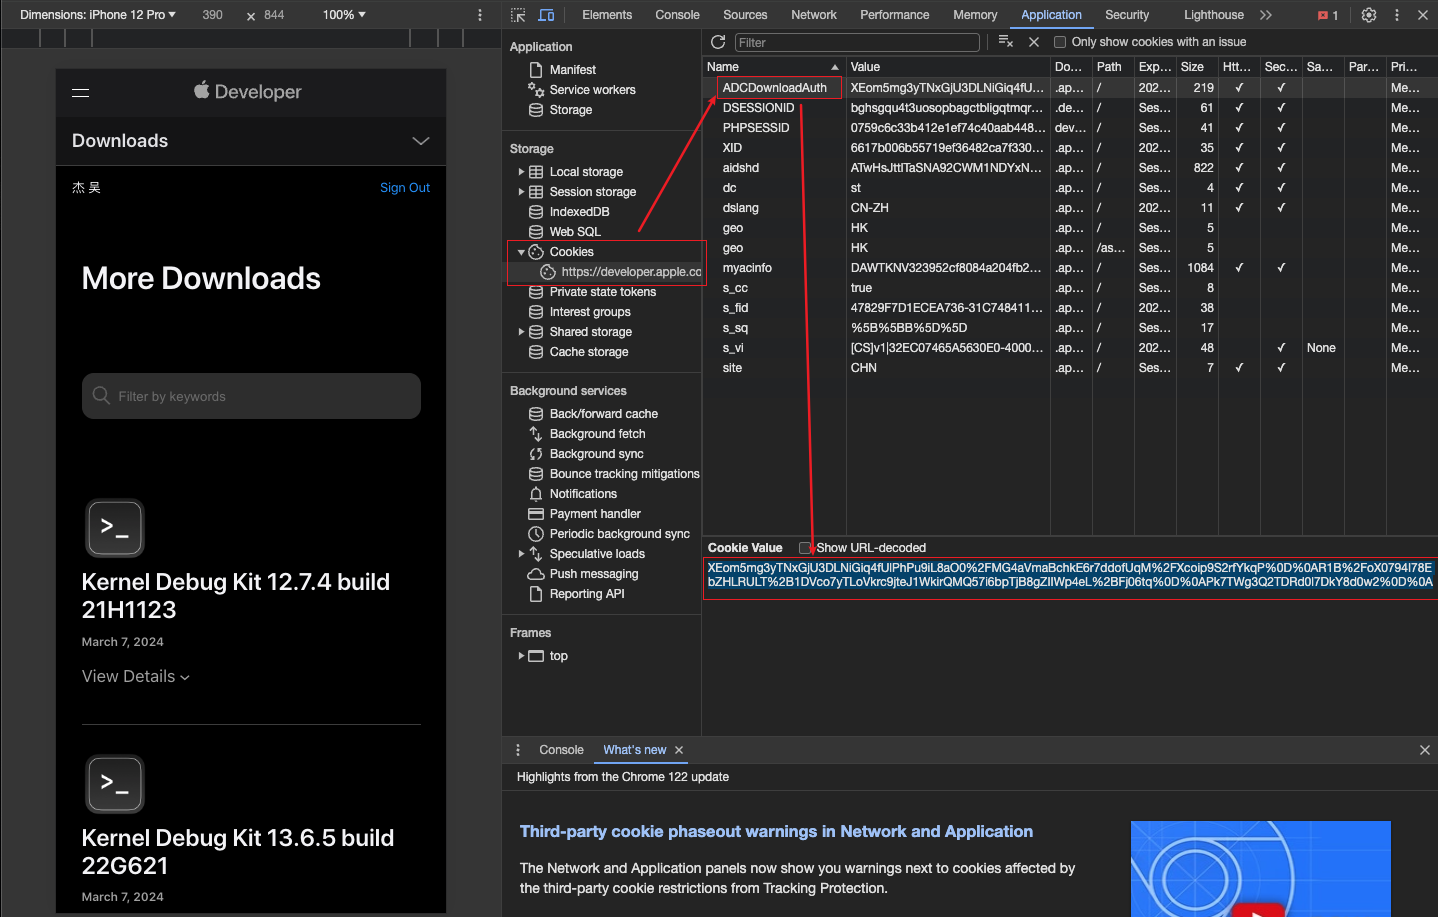 Dimensions: iPhone 12 Pro ▼ 390 × 844 100% ▼
Developer
Downloads
杰 吴 Sign Out
More Downloads
Filter by keywords
Kernel Debug Kit 12.7.4 build
21H1123
March 7, 2024
View Details
Kernel Debug Kit 13.6.5 build
22G621
March 7, 2024
Elements Console Sources Network Performance Memory Application Security Lighthouse 1
Application
Manifest
Service workers
Storage
Storage
Local storage
Session storage
IndexedDB
Web SQL
Cookies
https://developer.apple.co
Private state tokens
Interest groups
Shared storage
Cache storage
Background services
Back/forward cache
Background fetch
Background sync
Bounce tracking mitigations
Notifications
Payment handler
Periodic background sync
Speculative loads
Push messaging
Reporting API
Frames
top
Filter Only show cookies with an issue
Name Value Do... Path Exp... Size Htt... Sec... Sa... Par... Pri...
ADCDownloadAuth XEom5mg3yTNxGjU3DLNiGiq4fU... .ap... / 202... 219 ✓ ✓ Me...
DSESSIONID bghsgqu4t3uosopbagctbligqtmqr... .de... / Ses... 61 ✓ ✓ Me...
PHPSESSID 0759c6c33b412e1ef74c40aab448... dev... / Ses... 41 ✓ ✓ Me...
XID 6617b006b55719ef36482ca7f330... .ap... / 202... 35 ✓ ✓ Me...
aidshd .ap... / Ses... 822 ✓ ✓ Me...
dc st .ap... / Ses... 4 ✓ ✓ Me...
dslang CN-ZH .ap... / Ses... 11 ✓ ✓ Me...
geo HK .ap... / Ses... 5 Me...
geo HK .ap... /as... Ses... 5 Me...
myacinfo DAWTKNV323952cf8084a204fb2... .ap... / Ses... 1084 ✓ ✓ Me...
s_cc true .ap... / Ses... 8 Me...
s_fid 47829F7D1ECEA736-31C748411... .ap... / 202... 38 Me...
s_sq %5B%5BB%5D%5D .ap... / Ses... 17 Me...
s_vi [CS]v1|32EC07465A5630E0-4000... .ap... / 202... 48 ✓ None Me...
site CHN .ap... / Ses... 7 ✓ ✓ Me...
Cookie Value Show URL-decoded
Console What's new
Highlights from the Chrome 122 update
Third-party cookie phaseout warnings in Network and Application
The Network and Application panels now show you warnings next to cookies affected by
the third-party cookie restrictions from Tracking Protection.